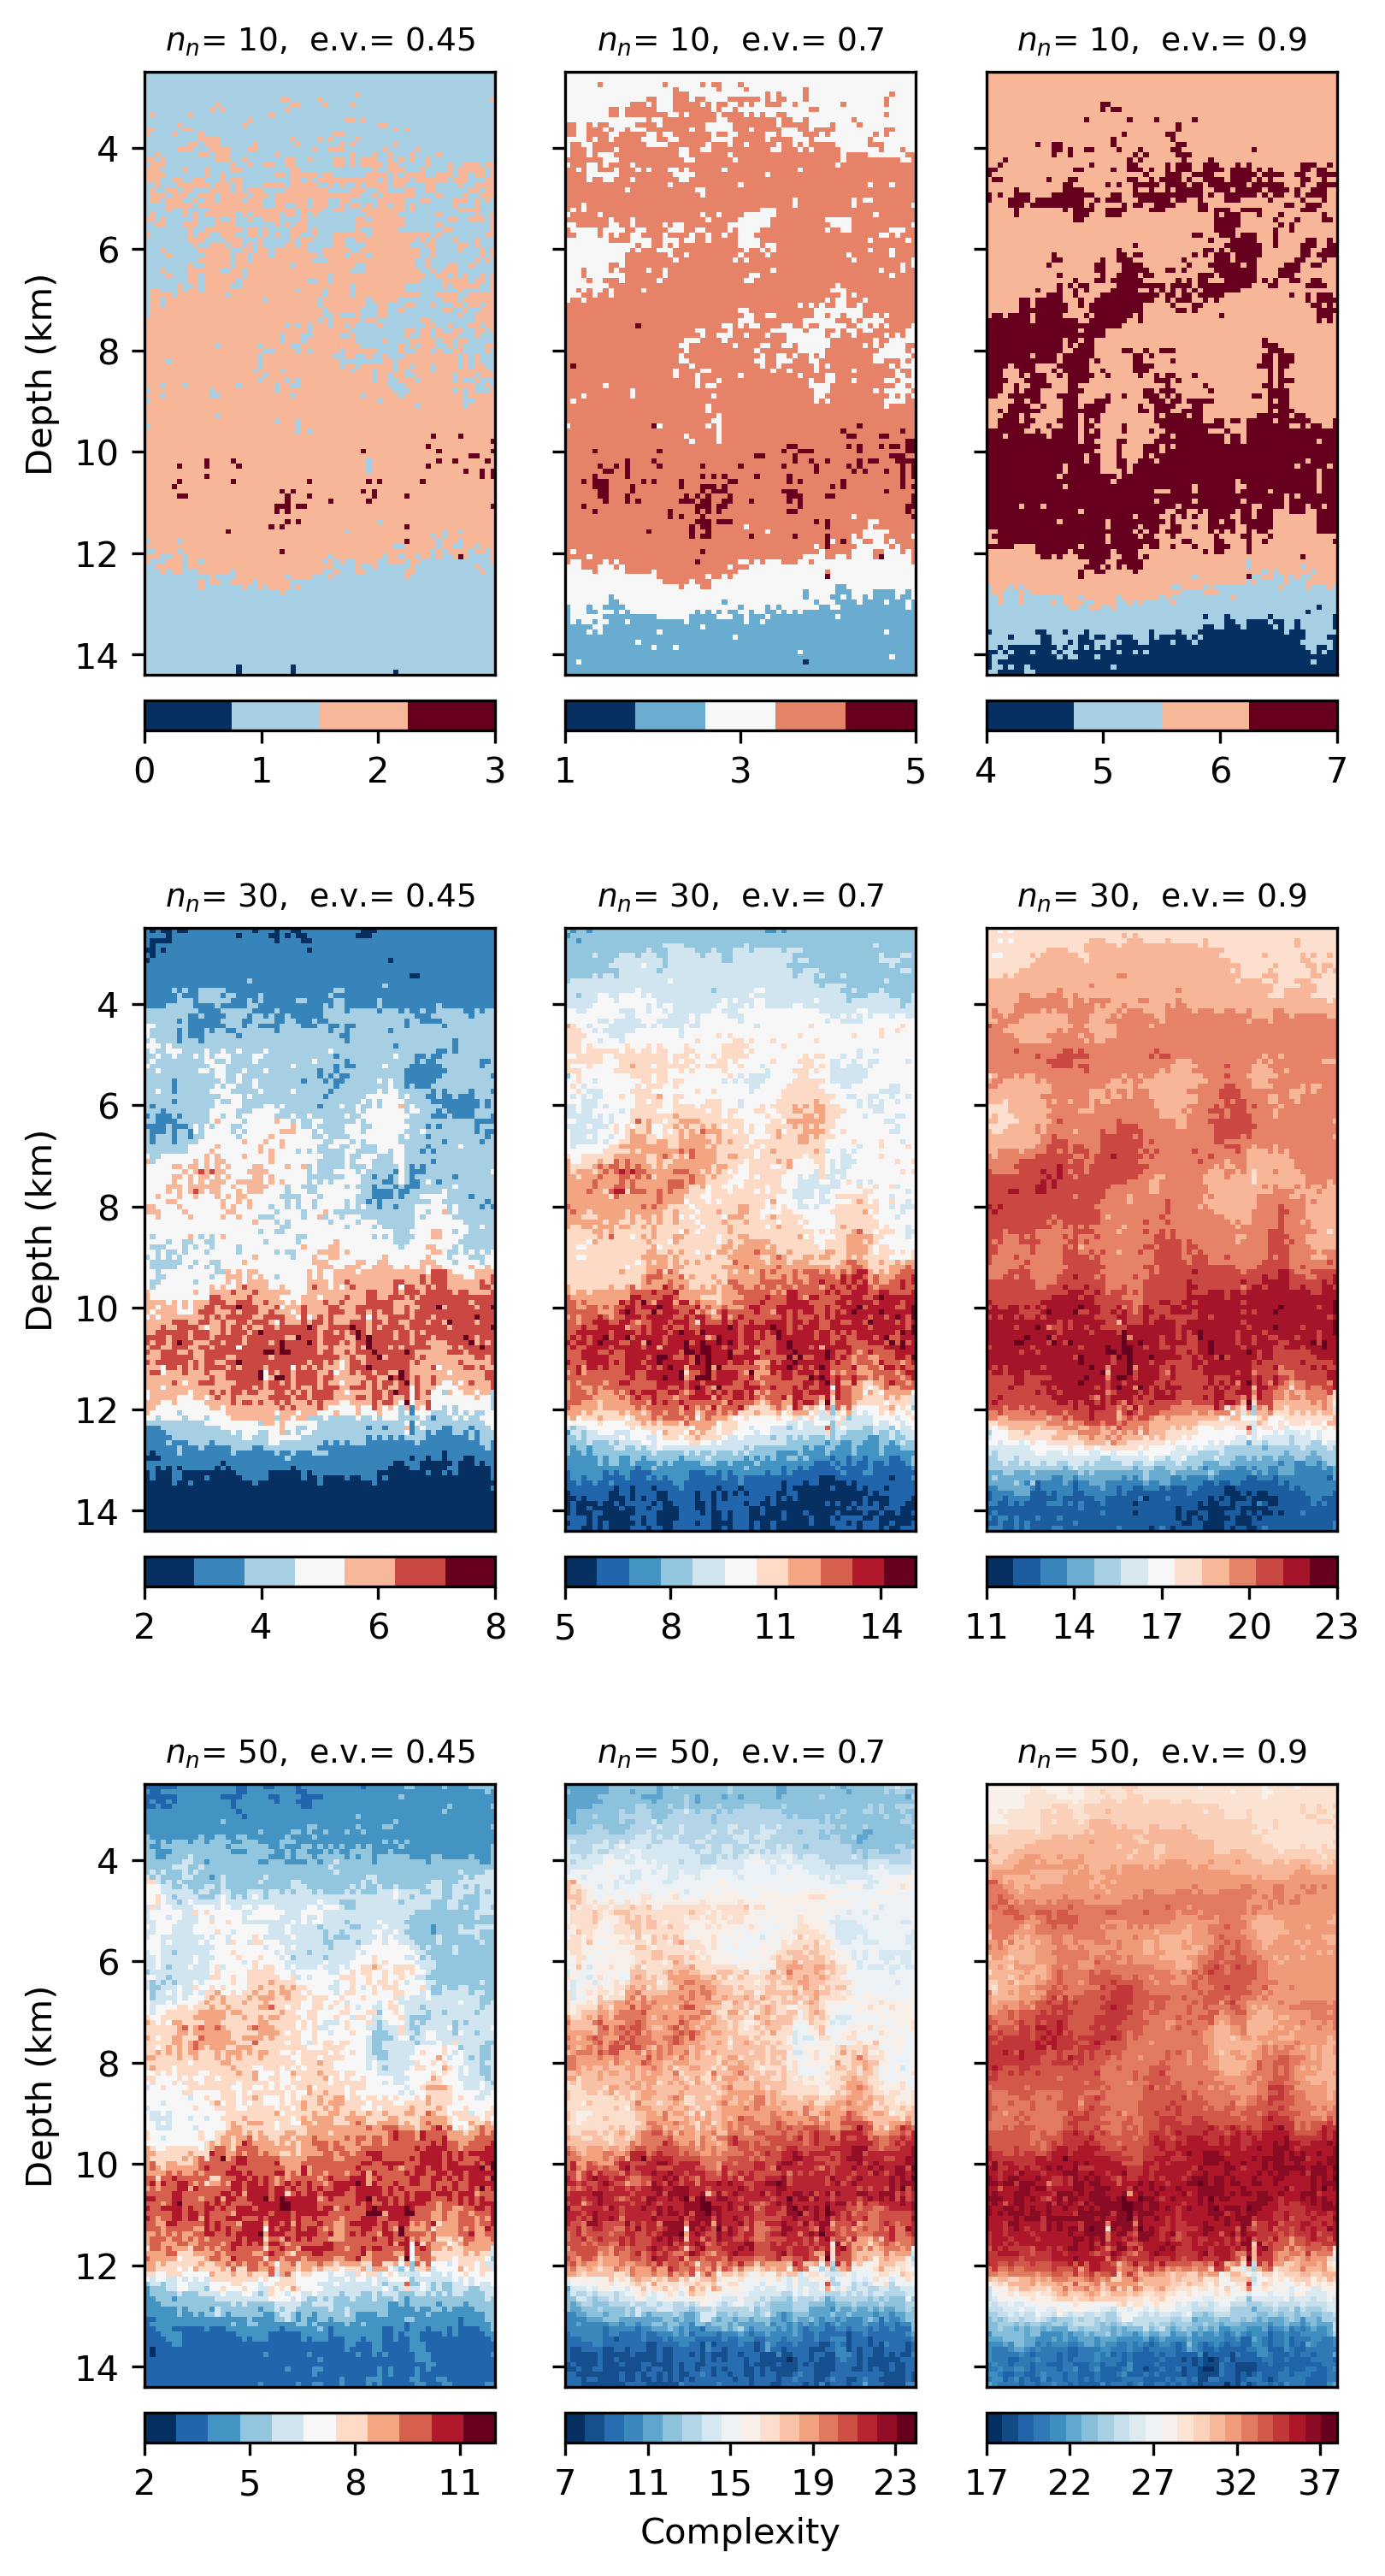 n_n= 10, e.v.= 0.45
n_n= 10, e.v.= 0.7
n_n= 10, e.v.= 0.9
Depth (km)
4
6
8
10
12
14
0 1 2 3
1 3 5
4 5 6 7
n_n= 30, e.v.= 0.45
n_n= 30, e.v.= 0.7
n_n= 30, e.v.= 0.9
Depth (km)
4
6
8
10
12
14
2 4 6 8
5 8 11 14
11 14 17 20 23
n_n= 50, e.v.= 0.45
n_n= 50, e.v.= 0.7
n_n= 50, e.v.= 0.9
Depth (km)
4
6
8
10
12
14
2 5 8 11
7 11 15 19 23
17 22 27 32 37
Complexity